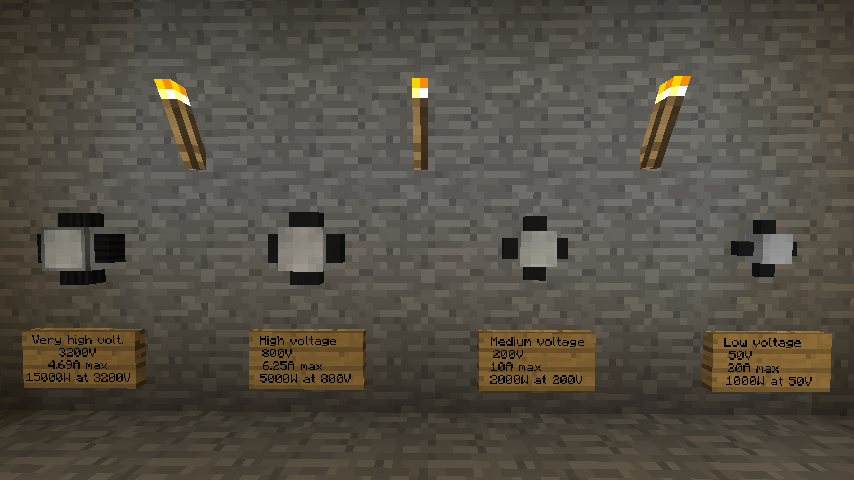 Very high volt.
3200V
4.69A max
15000W at 3200V
High voltage
800V
6.25A max
5000W at 800V
Medium voltage
200V
10A max
2000W at 200V
Low voltage
50V
20A max
1000W at 50V